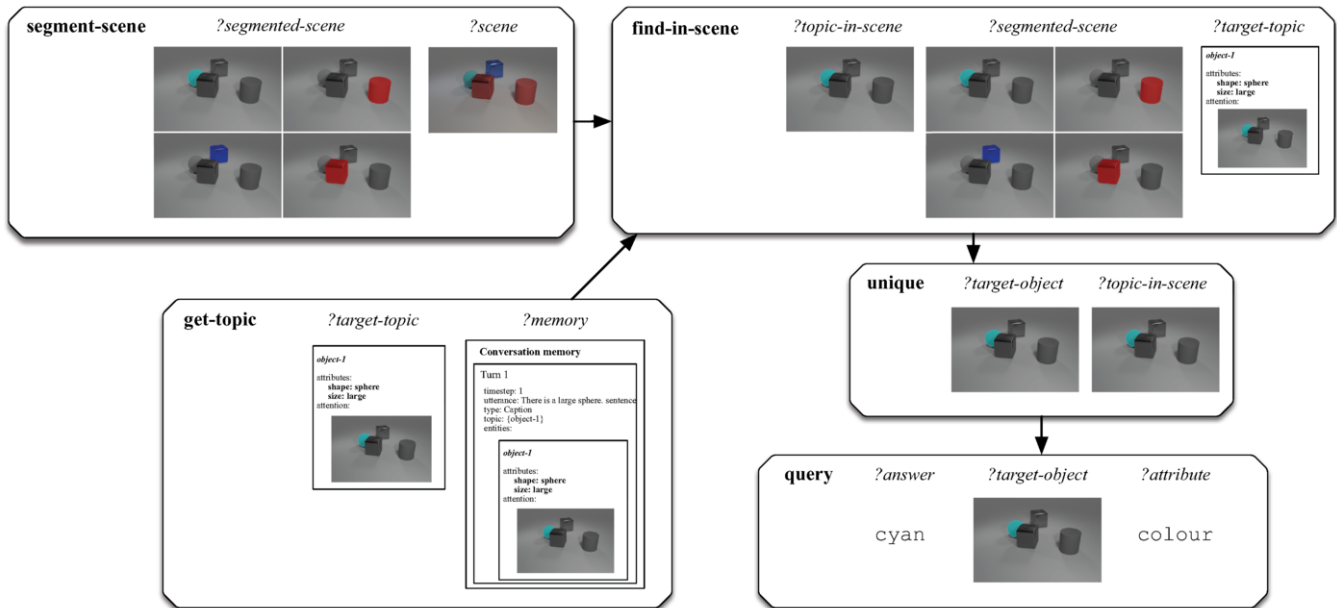 segment-scene ?segmented-scene ?scene
find-in-scene ?topic-in-scene ?segmented-scene ?target-topic
object-1
attributes:
shape: sphere
size: large
attention:
unique ?target-object ?topic-in-scene
get-topic ?target-topic ?memory
object-1
attributes:
shape: sphere
size: large
attention:
Conversation memory
Turn 1
timestep: 1
utterance: There is a large sphere. sentence
type: Caption
topic: {object-1}
entities:
object-1
attributes:
shape: sphere
size: large
attention:
query ?answer ?target-object ?attribute
cyan colour